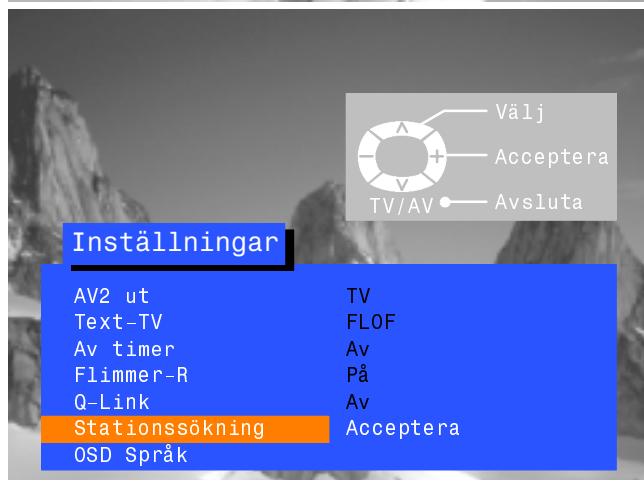 Välj
Acceptera
TV/AV Avsluta
Inställningar
AV2 ut TV
Text-TV FLOF
Av timer Av
Flimmer-R På
Q-Link Av
Stationssökning Acceptera
OSD Språk